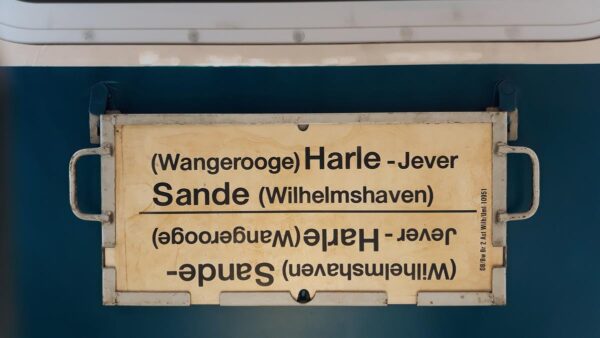 (Wangerooge) Harle - Jever
Sande (Wilhelmshaven)
(Wilhelmshaven) Sande-
Jever - Harle (Wangerooge)